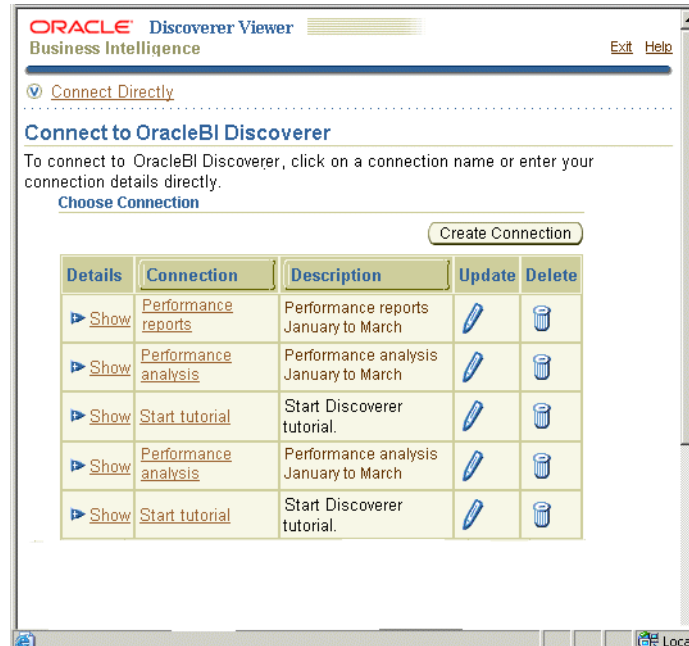 ORACLE Discoverer Viewer
Business Intelligence
Exit Help
Connect Directly
Connect to OracleBI Discoverer
To connect to OracleBI Discoverer, click on a connection name or enter your
connection details directly.
Choose Connection
Create Connection
Details Connection Description Update Delete
Show Performance reports Performance reports January to March
Show Performance analysis Performance analysis January to March
Show Start tutorial Start Discoverer tutorial.
Show Performance analysis Performance analysis January to March
Show Start tutorial Start Discoverer tutorial.
Loca